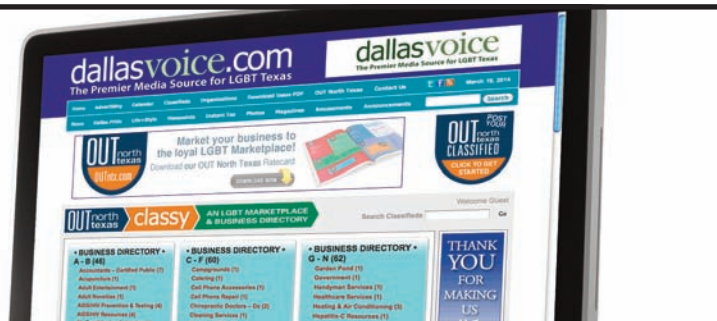 dallasvoice.com
The Premier Media Source for LGBT Texas
dallasvoice
The Premier Media Source for LGBT Texas
Home Advertising Calendar Classifieds Organizations Download Issue PDF OUT North Texas Contact Us
March 10, 2014
News Dallas Pride Life+Style Instant Tea Photos Magazines Amusements Announcements
Search
OUT north texas
OUTntx.com
Market your business to
the loyal LGBT Marketplace!
Download our OUT North Texas Ratecard
DOWNLOAD NOW
POST YOUR
OUT north texas
CLASSIFIED
CLICK TO GET
STARTED
Welcome Guest
OUT north texas classy
AN LGBT MARKETPLACE
& BUSINESS DIRECTORY
Search Classifieds
Go
• BUSINESS DIRECTORY •
A - B (46)
Accountants - Certified Public (7)
Acupuncture (1)
Adult Entertainment (1)
Adult Novelties (1)
AIDS/HIV Prevention & Testing (4)
AIDS/HIV Resources (4)
• BUSINESS DIRECTORY •
C - F (60)
Campgrounds (1)
Catering (1)
Cell Phone Accessories (1)
Cell Phone Repair (1)
Chiropractic Doctors - Dc (2)
Cleaning Services (1)
• BUSINESS DIRECTORY •
G - N (62)
Garden Pond (1)
Government (1)
Handyman Services (1)
Healthcare Services (1)
Heating & Air Conditioning (3)
Hepatitis-C Resources (1)
THANK
YOU
FOR
MAKING
US